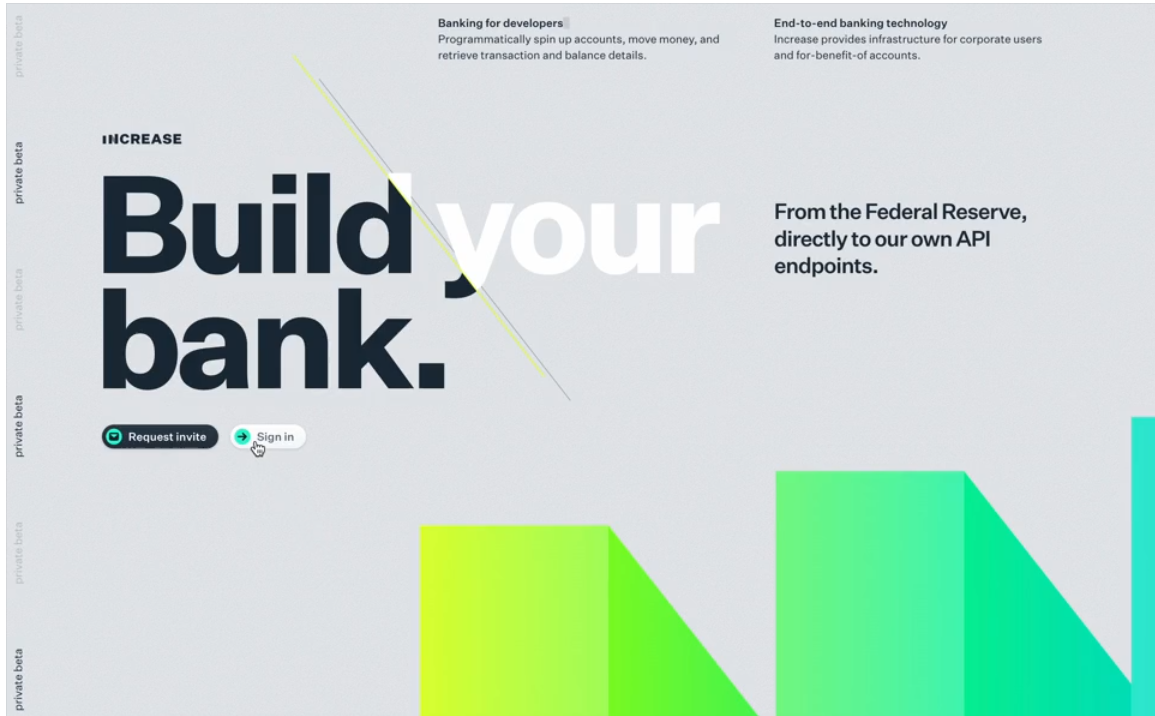 Banking for developers
Programmatically spin up accounts, move money, and
retrieve transaction and balance details.
End-to-end banking technology
Increase provides infrastructure for corporate users
and for-benefit-of accounts.
INCREASE
Build your
bank.
From the Federal Reserve,
directly to our own API
endpoints.
Request invite
Sign in
private beta
private beta
private beta
private beta
private beta
private beta